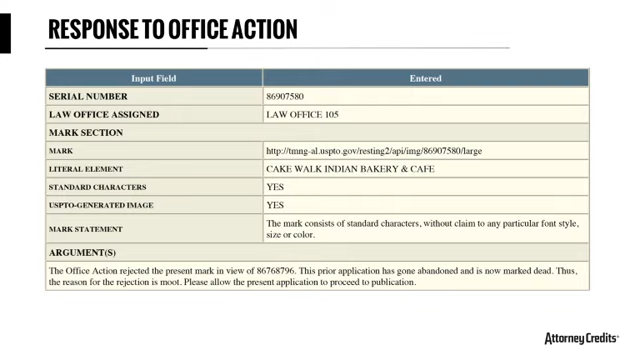 RESPONSE TO OFFICE ACTION
Input Field Entered
SERIAL NUMBER 86907580
LAW OFFICE ASSIGNED LAW OFFICE 105
MARK SECTION
MARK http://tmng-al.uspto.gov/resting2/api/img/86907580/large
LITERAL ELEMENT CAKE WALK INDIAN BAKERY & CAFE
STANDARD CHARACTERS YES
USPTO-GENERATED IMAGE YES
MARK STATEMENT The mark consists of standard characters, without claim to any particular font style,
size or color.
ARGUMENT(S)
The Office Action rejected the present mark in view of 86768796. This prior application has gone abandoned and is now marked dead. Thus,
the reason for the rejection is moot. Please allow the present application to proceed to publication.
Attorney Credits